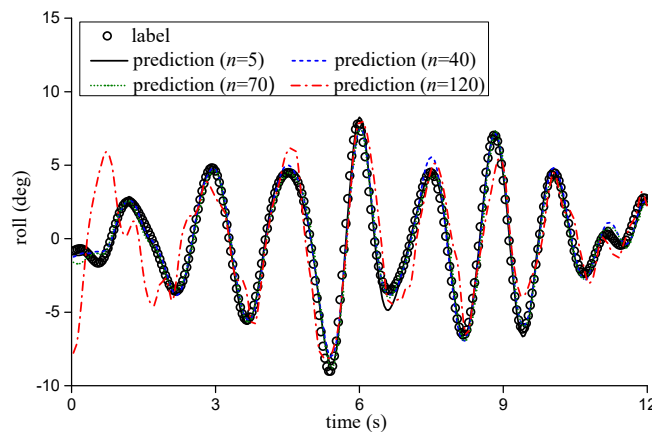 15
label
prediction (n=5) prediction (n=40)
prediction (n=70) prediction (n=120)
10
5
0
-5
-10
roll (deg)
0 3 6 9 12
time (s)